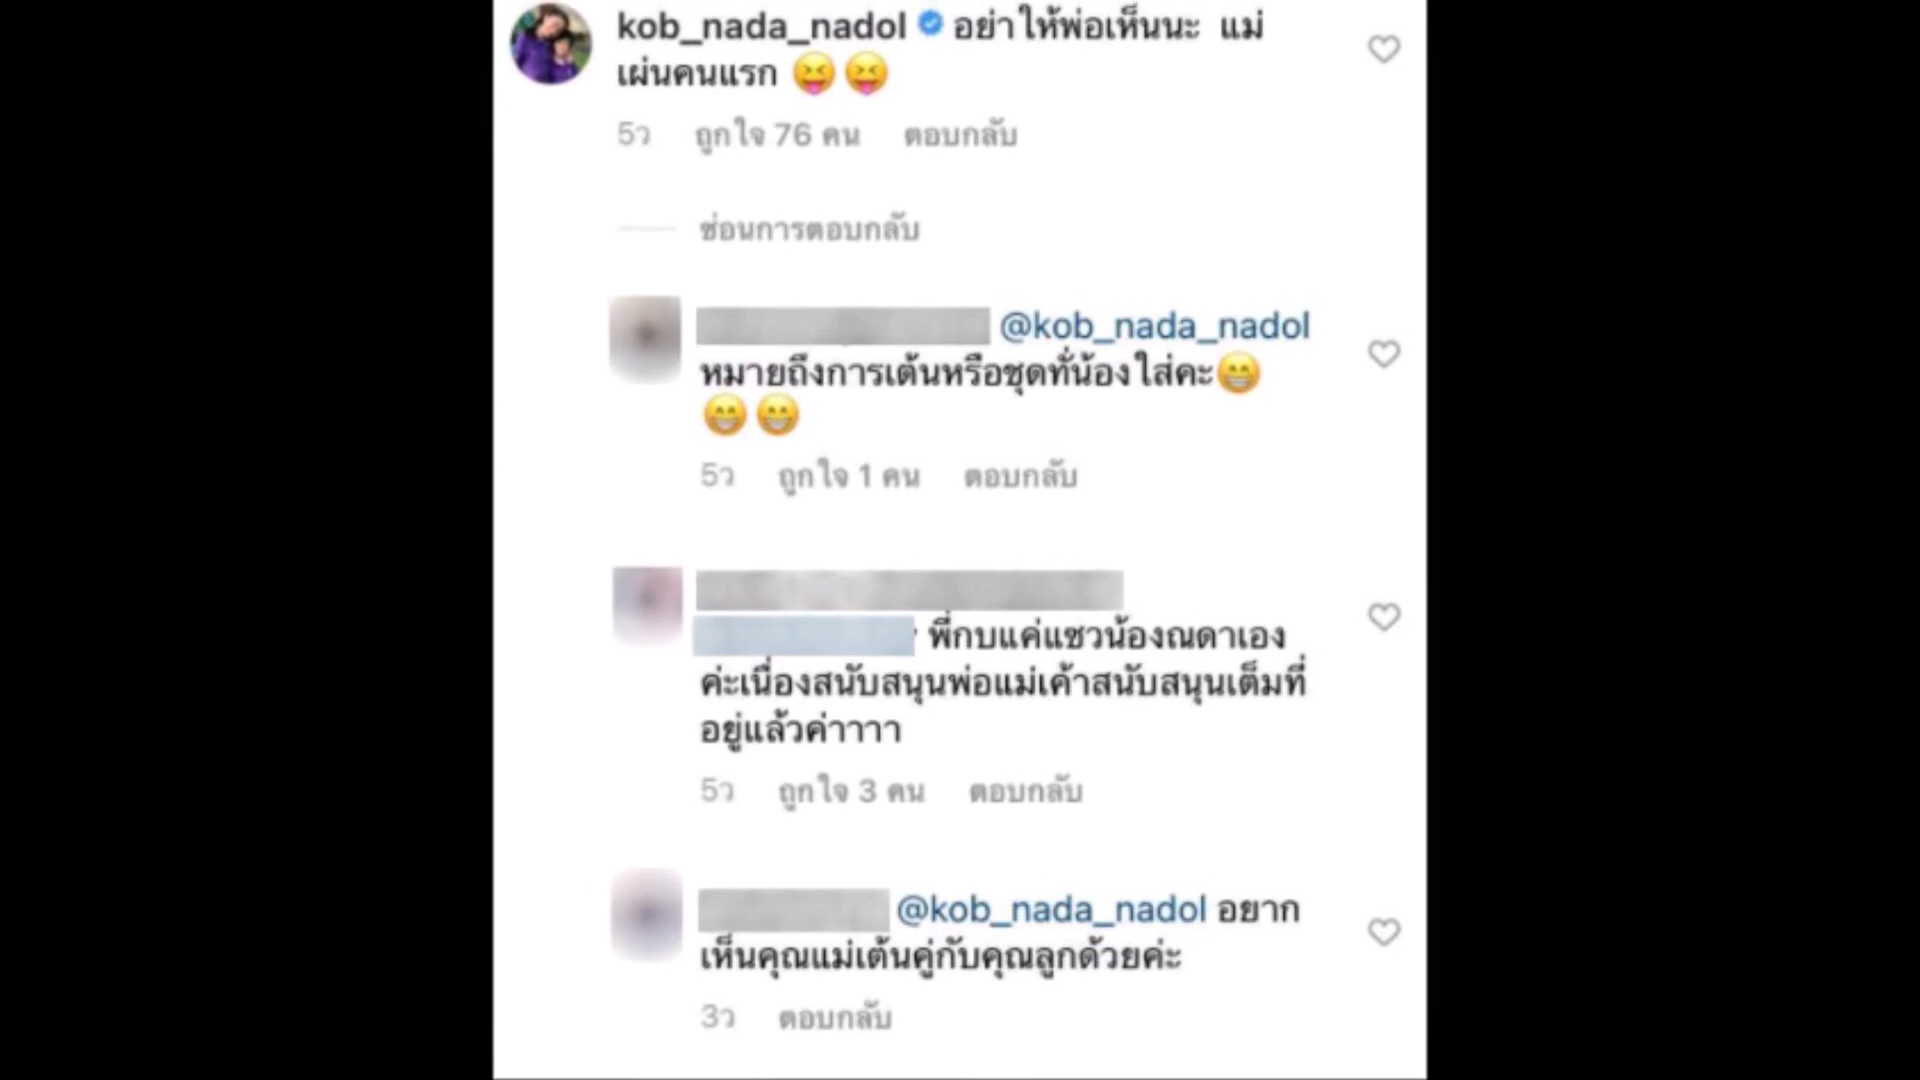 kob_nada_nadol อย่าให้พ่อเห็นนะ แม่
เผ่นคนแรก 😝😝
5ว ถูกใจ 76 คน ตอบกลับ
ซ่อนการตอบกลับ
@kob_nada_nadol
หมายถึงการเต้นหรือชุดทั่น้องใส่คะ😁
😁😁
5ว ถูกใจ 1 คน ตอบกลับ
พี่กบแค่แซวน้องณดาเอง
ค่ะเนื่องสนับสนุนพ่อแม่เค้าสนับสนุนเต็มที่
อยู่แล้วค่าาาา
5ว ถูกใจ 3 คน ตอบกลับ
@kob_nada_nadol อยาก
เห็นคุณแม่เต้นคู่กับคุณลูกด้วยค่ะ
3ว ตอบกลับ